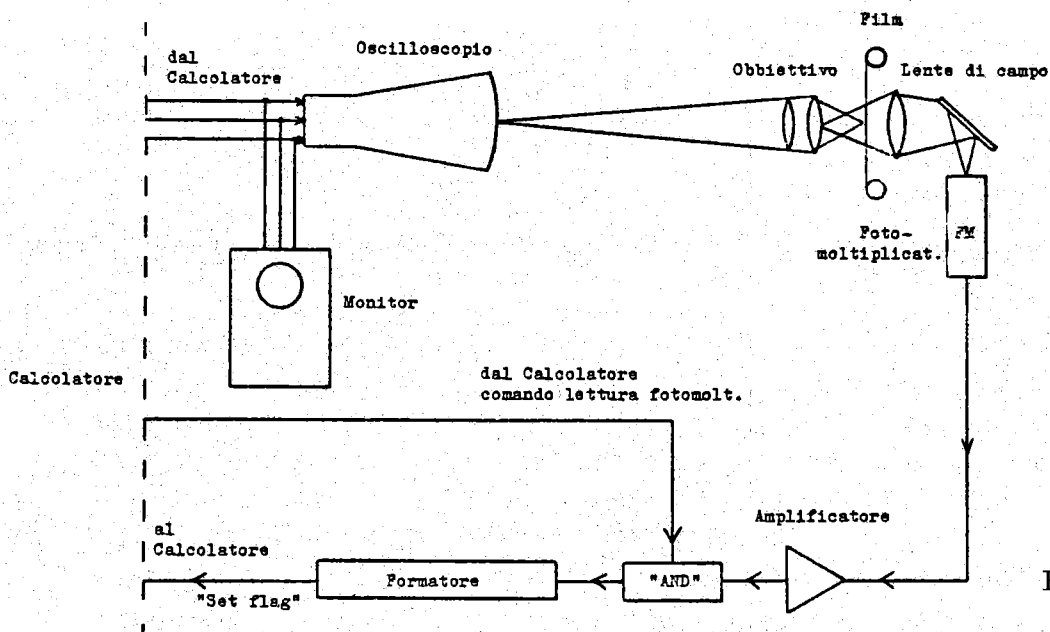 Film
dal
Calcolatore
Oscilloscopio
Obbiettivo
Lente di campo
Foto-
moltiplicat.
FM
Monitor
Calcolatore
dal Calcolatore
comando lettura fotomolt.
Amplificatore
al
Calcolatore
Formatore
"AND"
"Set flag"